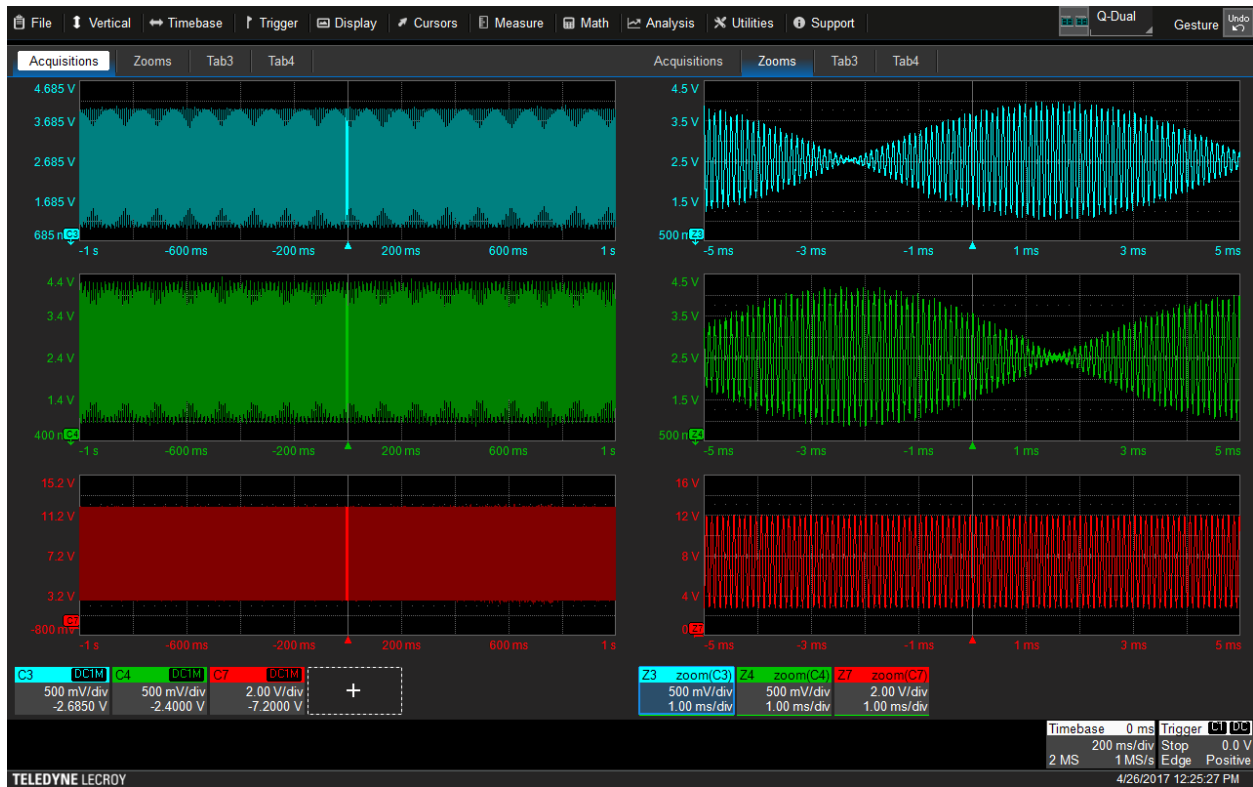 File Vertical Timebase Trigger Display Cursors Measure Math Analysis Utilities Support Q-Dual Gesture Undo
Acquisitions Zooms Tab3 Tab4
Acquisitions Zooms Tab3 Tab4
4.685 V
3.685 V
2.685 V
1.685 V
685 m C3
-1 s -600 ms -200 ms 200 ms 600 ms 1 s
4.5 V
3.5 V
2.5 V
1.5 V
500 m Z3
-5 ms -3 ms -1 ms 1 ms 3 ms 5 ms
4.4 V
3.4 V
2.4 V
1.4 V
400 m C4
-1 s -600 ms -200 ms 200 ms 600 ms 1 s
4.5 V
3.5 V
2.5 V
1.5 V
500 m Z4
-5 ms -3 ms -1 ms 1 ms 3 ms 5 ms
15.2 V
11.2 V
7.2 V
3.2 V
-800 mV C7
-1 s -600 ms -200 ms 200 ms 600 ms 1 s
16 V
12 V
8 V
4 V
0 Z7
-5 ms -3 ms -1 ms 1 ms 3 ms 5 ms
C3 DC1M C4 DC1M C7 DC1M
500 mV/div 500 mV/div 2.00 V/div +
-2.6850 V -2.4000 V -7.2000 V
Z3 zoom(C3) Z4 zoom(C4) Z7 zoom(C7)
500 mV/div 500 mV/div 2.00 V/div
1.00 ms/div 1.00 ms/div 1.00 ms/div
Timebase 0 ms Trigger C1 DC
200 ms/div Stop 0.0 V
2 MS 1 MS/s Edge Positive
TELEDYNE LECROY 4/26/2017 12:25:27 PM